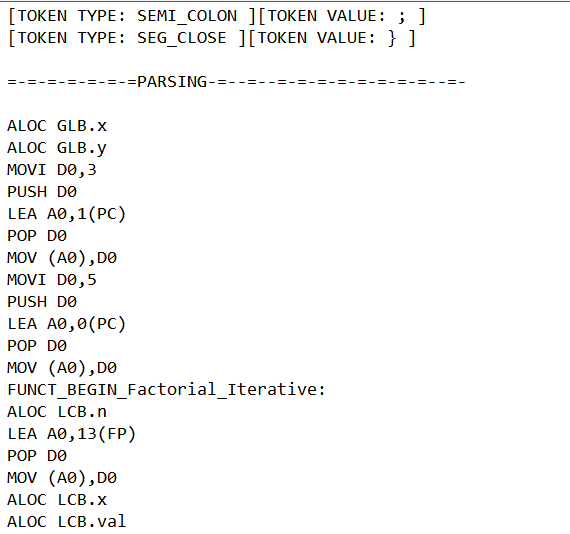 [TOKEN TYPE: SEMI_COLON ][TOKEN VALUE: ; ]
[TOKEN TYPE: SEG_CLOSE ][TOKEN VALUE: } ]
=-=-=-=-=-=-=PARSING-=--=--=-=-=-=-=-=-=-=--=-
ALOC GLB.x
ALOC GLB.y
MOVI D0,3
PUSH D0
LEA A0,1(PC)
POP D0
MOV (A0),D0
MOVI D0,5
PUSH D0
LEA A0,0(PC)
POP D0
MOV (A0),D0
FUNCT_BEGIN_Factorial_Iterative:
ALOC LCB.n
LEA A0,13(FP)
POP D0
MOV (A0),D0
ALOC LCB.x
ALOC LCB.val